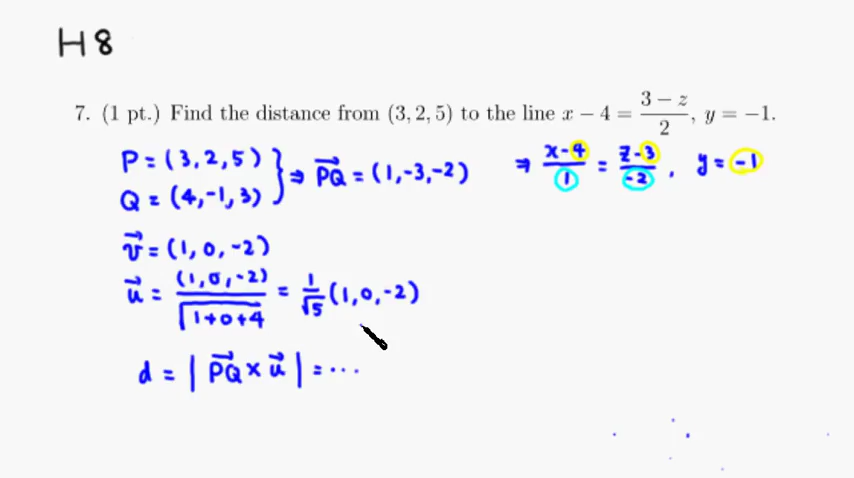 H8
7. (1 pt.) Find the distance from (3, 2, 5) to the line x − 4 = (3 − z)/2, y = −1.
P = (3, 2, 5)
Q = (4, -1, 3)
} ⇒ PQ⃗ = (1, -3, -2)
⇒ (x-4)/1 = (z-3)/-2, y = -1
v⃗ = (1, 0, -2)
u⃗ = (1, 0, -2)/√(1+0+4) = 1/√5 (1, 0, -2)
d = | PQ⃗ × u⃗ | = ...